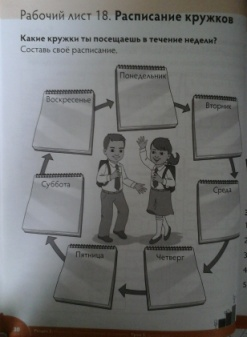 Рабочий лист 18. Расписание кружков
Какие кружки ты посещаешь в течение недели?
Составь своё расписание.
Понедельник
Воскресенье
Вторник
Суббота
Среда
Пятница
Четверг